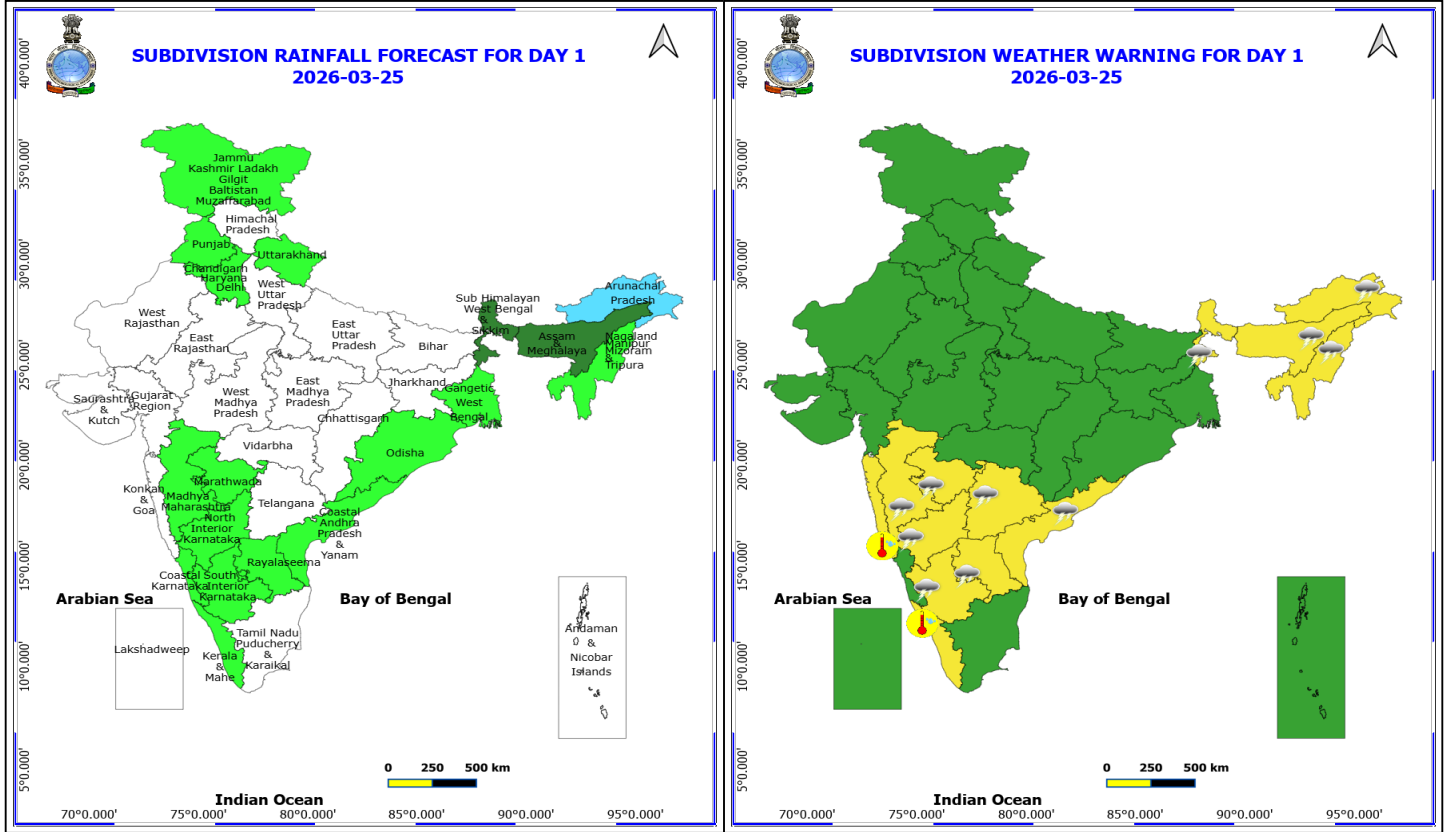 SUBDIVISION RAINFALL FORECAST FOR DAY 1
2026-03-25
40°0.000'
35°0.000'
30°0.000'
25°0.000'
20°0.000'
15°0.000'
10°0.000'
5°0.000'
Jammu
Kashmir Ladakh
Gilgit
Baltistan
Muzaffarabad
Himachal
Pradesh
Punjab
Uttarakhand
Chandigarh
Haryana
Delhi
West
Uttar
Pradesh
West
Rajasthan
East
Rajasthan
East
Uttar
Pradesh
Bihar
Sub Himalayan
West Bengal
&
Sikkim
Arunachal
Pradesh
Assam
&
Meghalaya
Nagaland
Manipur
Mizoram
&
Tripura
Saurashtra
&
Kutch
Gujarat
Region
West
Madhya
Pradesh
East
Madhya
Pradesh
Jharkhand
Gangetic
West
Bengal
Chhattisgarh
Odisha
Vidarbha
Konkan
&
Goa
Marathwada
Madhya
Maharashtra
Telangana
North
Interior
Karnataka
Coastal
Andhra
Pradesh
&
Yanam
Rayalaseema
Coastal
Karnataka
South
Interior
Karnataka
Arabian Sea
Bay of Bengal
Lakshadweep
Kerala
&
Mahe
Tamil Nadu
Puducherry
&
Karaikal
Andaman
&
Nicobar
Islands
0 250 500 km
Indian Ocean
70°0.000' 75°0.000' 80°0.000' 85°0.000' 90°0.000' 95°0.000'
SUBDIVISION WEATHER WARNING FOR DAY 1
2026-03-25
40°0.000'
35°0.000'
30°0.000'
25°0.000'
20°0.000'
15°0.000'
10°0.000'
5°0.000'
Arabian Sea
Bay of Bengal
0 250 500 km
Indian Ocean
70°0.000' 75°0.000' 80°0.000' 85°0.000' 90°0.000' 95°0.000'